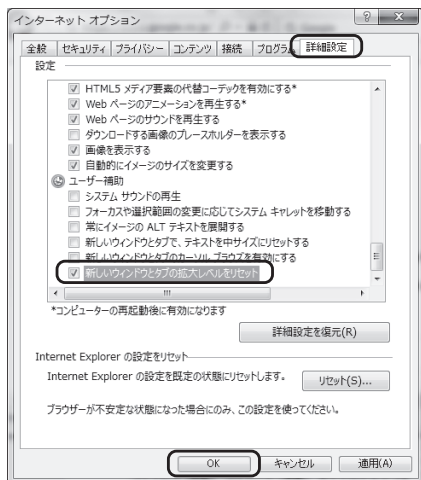 インターネット オプション
全般 セキュリティ プライバシー コンテンツ 接続 プログラム 詳細設定
設定
HTML5 メディア要素の代替コーデックを有効にする*
Web ページのアニメーションを再生する*
Web ページのサウンドを再生する
ダウンロードする画像のプレースホルダーを表示する
画像を表示する
自動的にイメージのサイズを変更する
ユーザー補助
システム サウンドの再生
フォーカスや選択範囲の変更に応じてシステム キャレットを移動する
常にイメージの ALT テキストを展開する
新しいウィンドウとタブで、テキストを中サイズにリセットする
新しいウィンドウとタブのカーソル ブラウズを有効にする
新しいウィンドウとタブの拡大レベルをリセット
*コンピューターの再起動後に有効になります
詳細設定を復元(R)
Internet Explorer の設定をリセット
Internet Explorer の設定を既定の状態にリセットします。 リセット(S)...
ブラウザーが不安定な状態になった場合にのみ、この設定を使ってください。
OK キャンセル 適用(A)